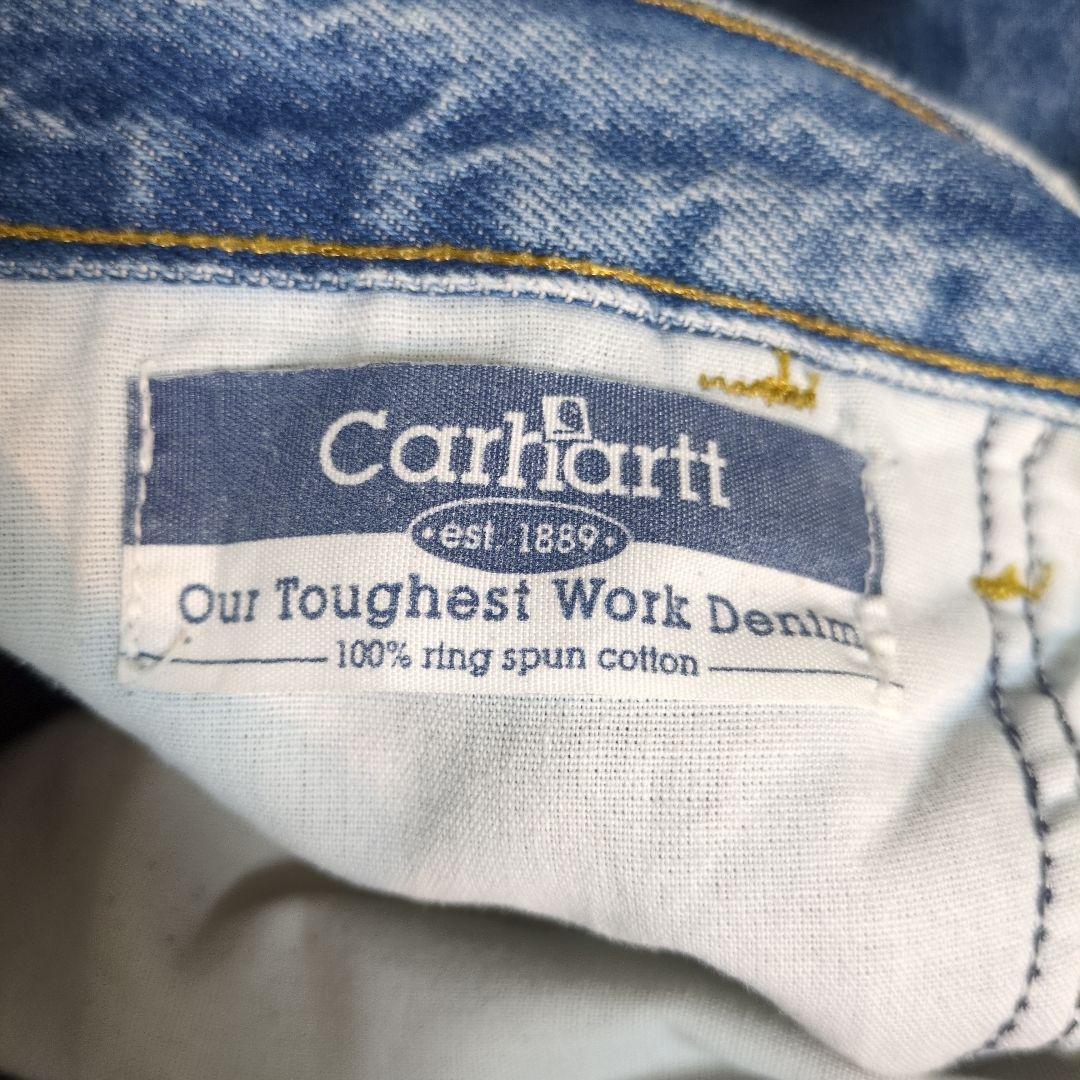 Carhartt
•est. 1889•
Our Toughest Work Denim
100% ring spun cotton